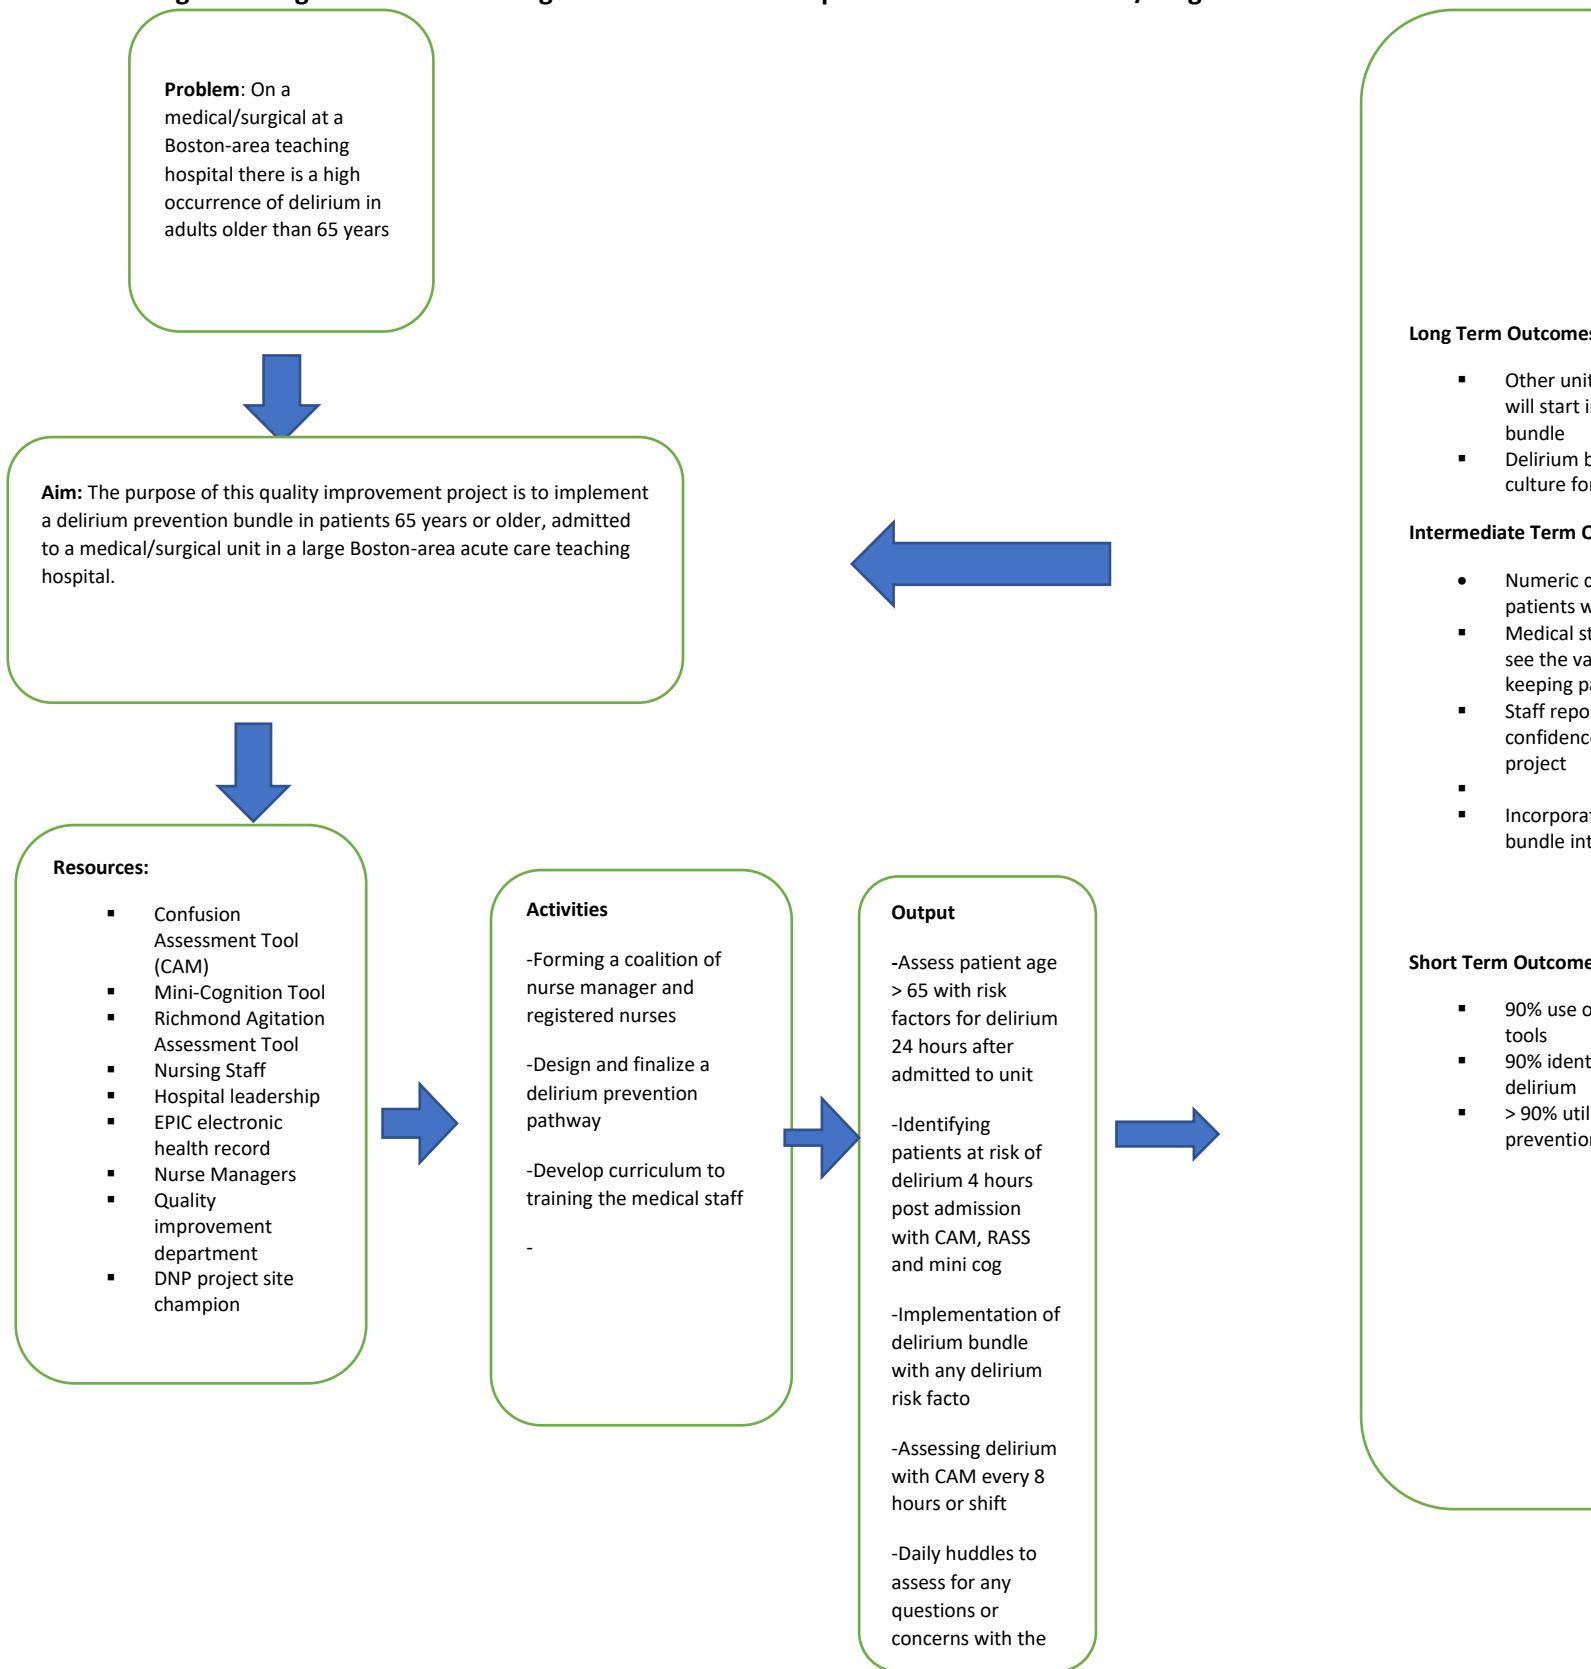 Problem: On a
medical/surgical at a
Boston-area teaching
hospital there is a high
occurrence of delirium in
adults older than 65 years
Aim: The purpose of this quality improvement project is to implement
a delirium prevention bundle in patients 65 years or older, admitted
to a medical/surgical unit in a large Boston-area acute care teaching
hospital.
Resources:
▪ Confusion
Assessment Tool
(CAM)
▪ Mini-Cognition Tool
▪ Richmond Agitation
Assessment Tool
▪ Nursing Staff
▪ Hospital leadership
▪ EPIC electronic
health record
▪ Nurse Managers
▪ Quality
improvement
department
▪ DNP project site
champion
Activities
-Forming a coalition of
nurse manager and
registered nurses
-Design and finalize a
delirium prevention
pathway
-Develop curriculum to
training the medical staff
-
Output
-Assess patient age
> 65 with risk
factors for delirium
24 hours after
admitted to unit
-Identifying
patients at risk of
delirium 4 hours
post admission
with CAM, RASS
and mini cog
-Implementation of
delirium bundle
with any delirium
risk facto
-Assessing delirium
with CAM every 8
hours or shift
-Daily huddles to
assess for any
questions or
concerns with the
Long Term Outcomes
▪ Other unit
will start i
bundle
▪ Delirium b
culture for
Intermediate Term O
● Numeric d
patients w
▪ Medical st
see the va
keeping pa
▪ Staff repo
confidence
project
▪
▪ Incorporat
bundle int
Short Term Outcome
▪ 90% use o
tools
▪ 90% ident
delirium
▪ > 90% util
prevention